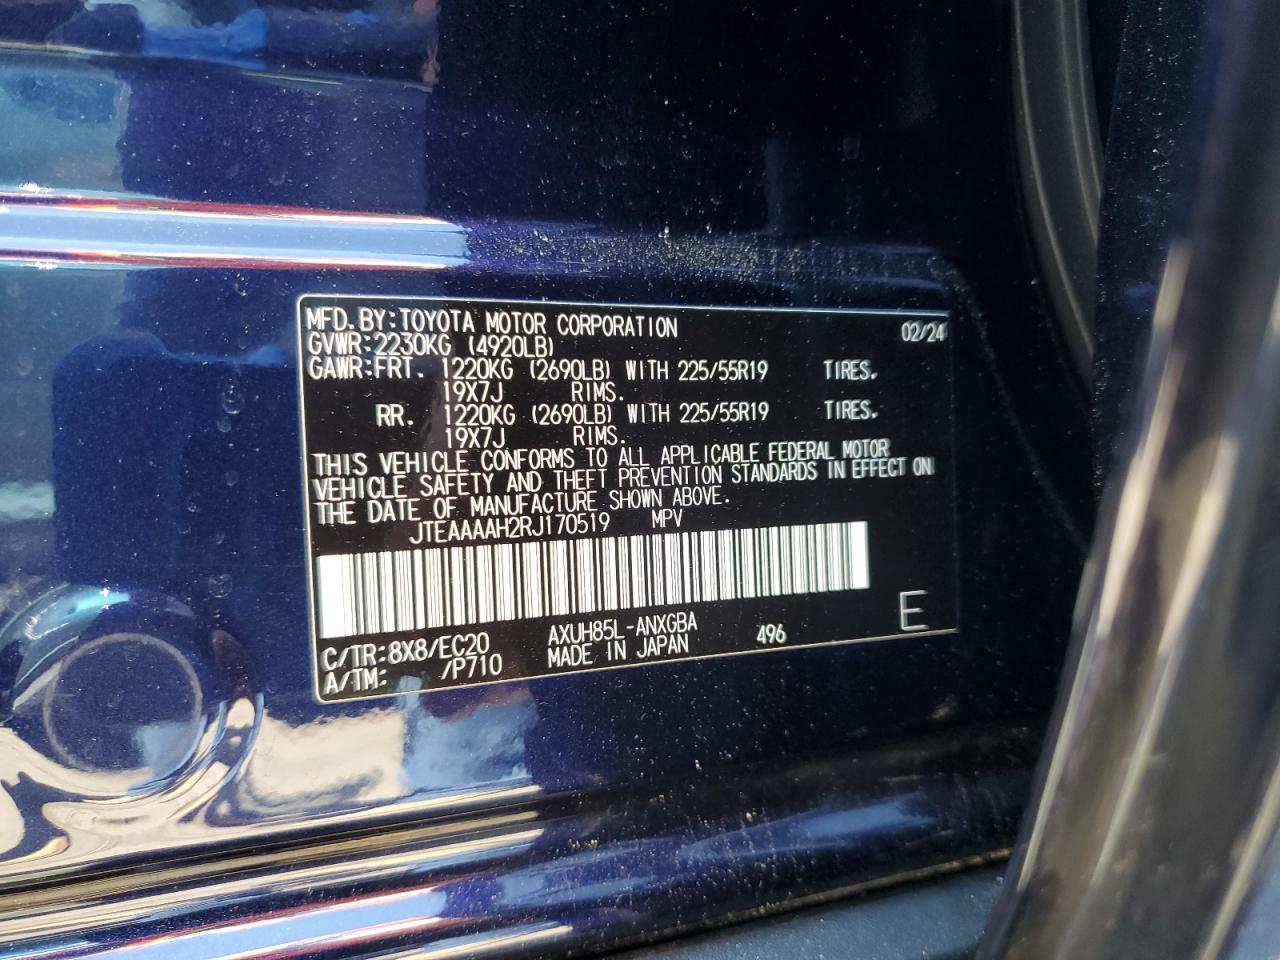 MFD.BY:TOYOTA MOTOR CORPORATION 02/24
GVWR:2230KG (4920LB)
GAWR:FRT. 1220KG (2690LB) WITH 225/55R19 TIRES.
19X7J RIMS.
RR. 1220KG (2690LB) WITH 225/55R19 TIRES.
19X7J RIMS.
THIS VEHICLE CONFORMS TO ALL APPLICABLE FEDERAL MOTOR
VEHICLE SAFETY AND THEFT PREVENTION STANDARDS IN EFFECT ON
THE DATE OF MANUFACTURE SHOWN ABOVE.
JTEAAAAH2RJ170519 MPV
C/TR:8X8/EC20 AXUH85L-ANXGBA 496 E
A/TM: /P710 MADE IN JAPAN